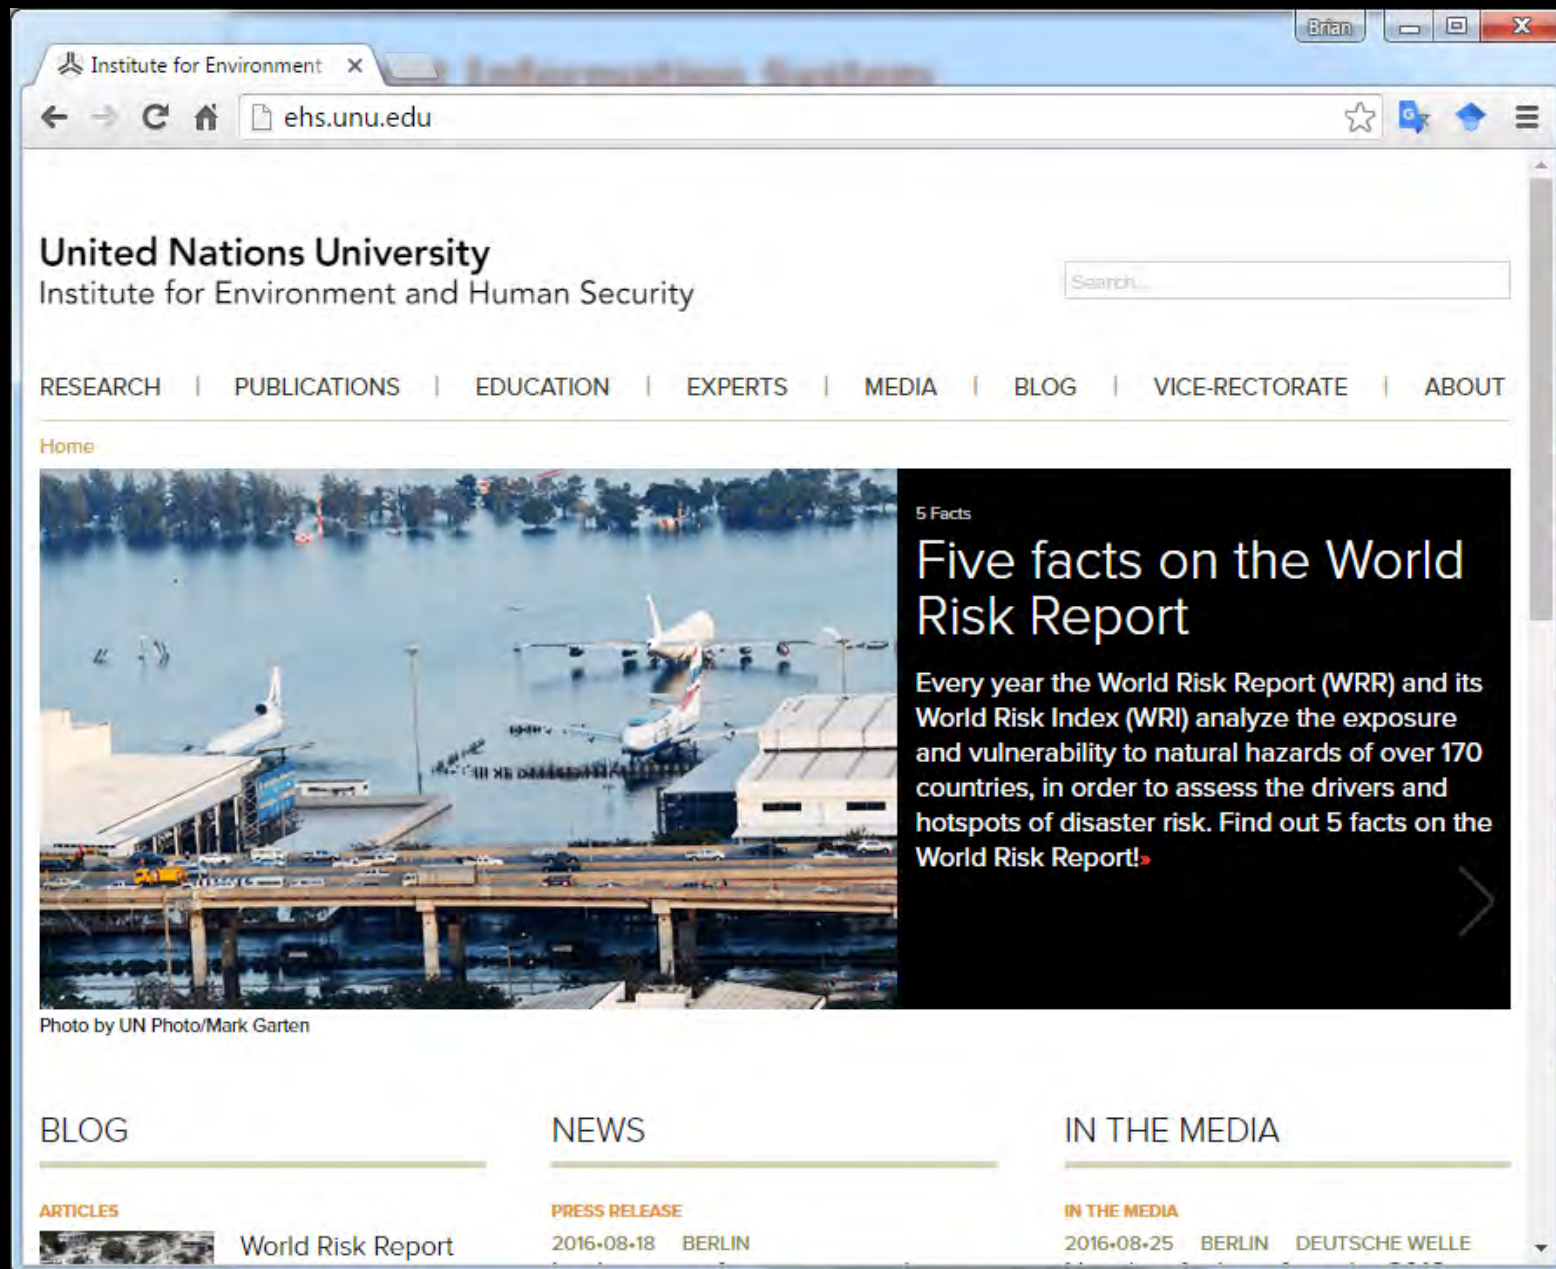 Brian
Institute for Environment
Information System
ehs.unu.edu
United Nations University
Institute for Environment and Human Security
Search...
RESEARCH | PUBLICATIONS | EDUCATION | EXPERTS | MEDIA | BLOG | VICE-RECTORATE | ABOUT
Home
5 Facts
Five facts on the World
Risk Report
Every year the World Risk Report (WRR) and its
World Risk Index (WRI) analyze the exposure
and vulnerability to natural hazards of over 170
countries, in order to assess the drivers and
hotspots of disaster risk. Find out 5 facts on the
World Risk Report!»
Photo by UN Photo/Mark Garten
BLOG
NEWS
IN THE MEDIA
ARTICLES
World Risk Report
PRESS RELEASE
2016•08•18 BERLIN
IN THE MEDIA
2016•08•25 BERLIN DEUTSCHE WELLE